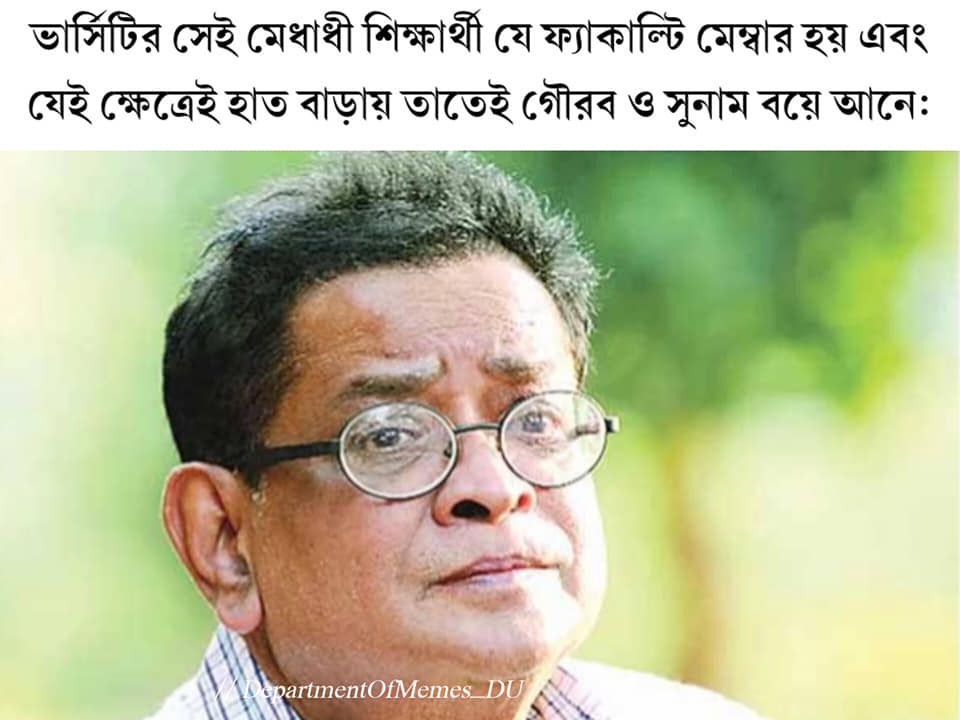 ভার্সিটির সেই মেধাধী শিক্ষার্থী যে ফ্যাকাল্টি মেম্বার হয় এবং
যেই ক্ষেত্রেই হাত বাড়ায় তাতেই গৌরব ও সুনাম বয়ে আনে:
// DepartmentOfMemes_DU